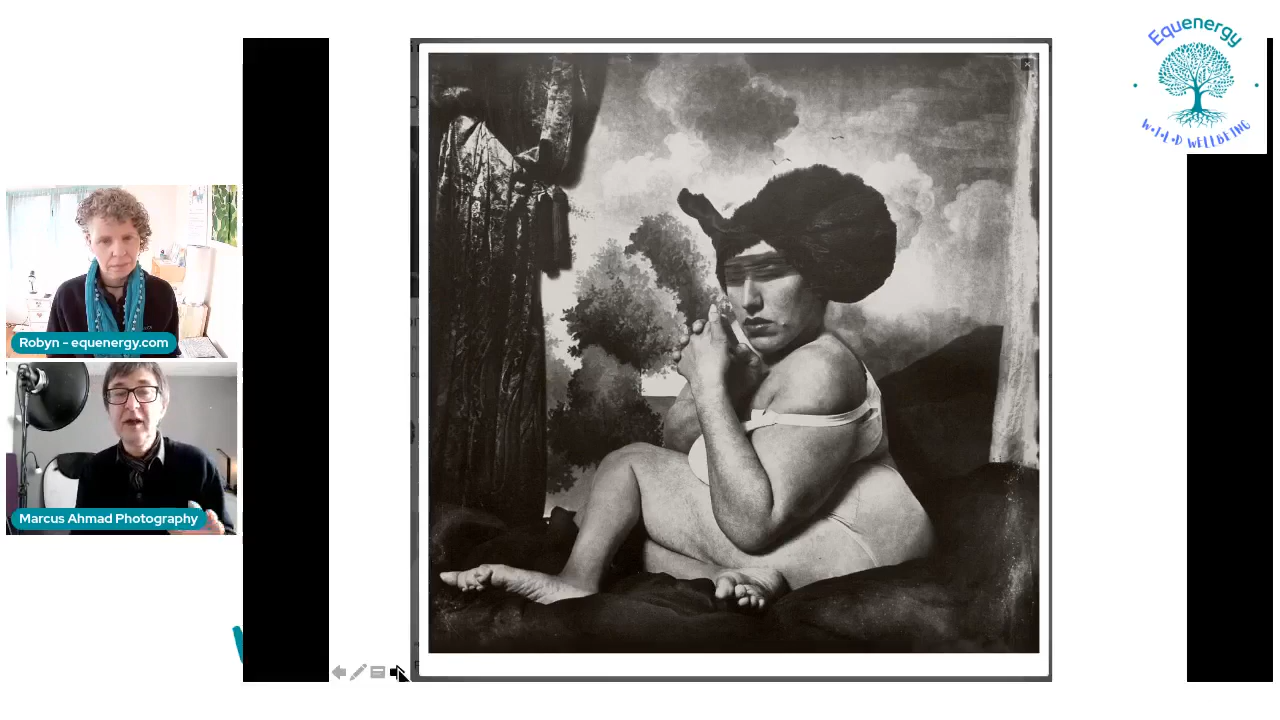 Equenergy
W·I·L·D WELLBEING
Robyn - equenergy.com
Marcus Ahmad Photography